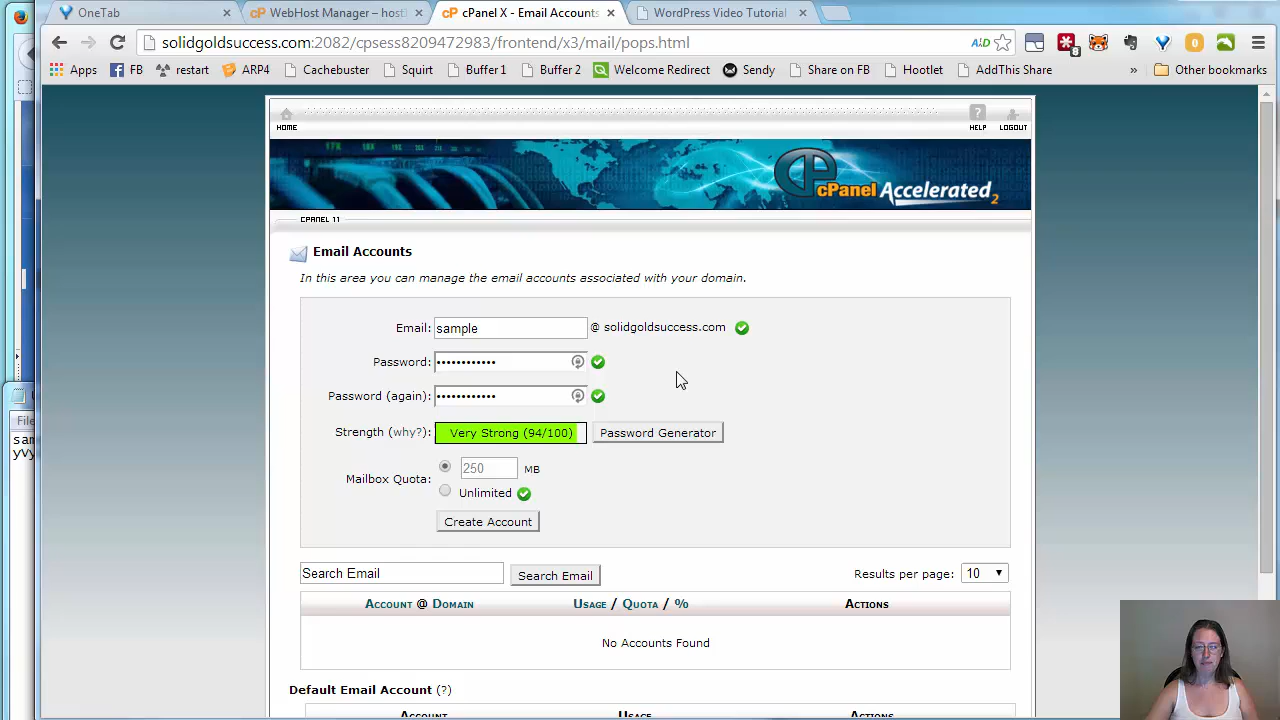 OneTab
WebHost Manager – host
cPanel X - Email Accounts
WordPress Video Tutorial
solidgoldsuccess.com:2082/cpsess8209472983/frontend/x3/mail/pops.html
Apps
FB
restart
ARP4
Cachebuster
Squirt
Buffer1
Buffer 2
Welcome Redirect
Sendy
Share on FB
Hootlet
AddThis Share
»
Other bookmarks
HOME
HELP
LOGOUT
cPanel Accelerated2
CPANEL 11
Email Accounts
In this area you can manage the email accounts associated with your domain.
Email: sample @ solidgoldsuccess.com
Password: ••••••••••••
Password (again): ••••••••••••
Strength (why?): Very Strong (94/100) Password Generator
Mailbox Quota: 250 MB
Unlimited
Create Account
Search Email Search Email Results per page: 10
ACCOUNT @ DOMAIN USAGE / QUOTA / % ACTIONS
No Accounts Found
Default Email Account (?)
ACCOUNT USAGE ACTIONS
File
sam
yVy